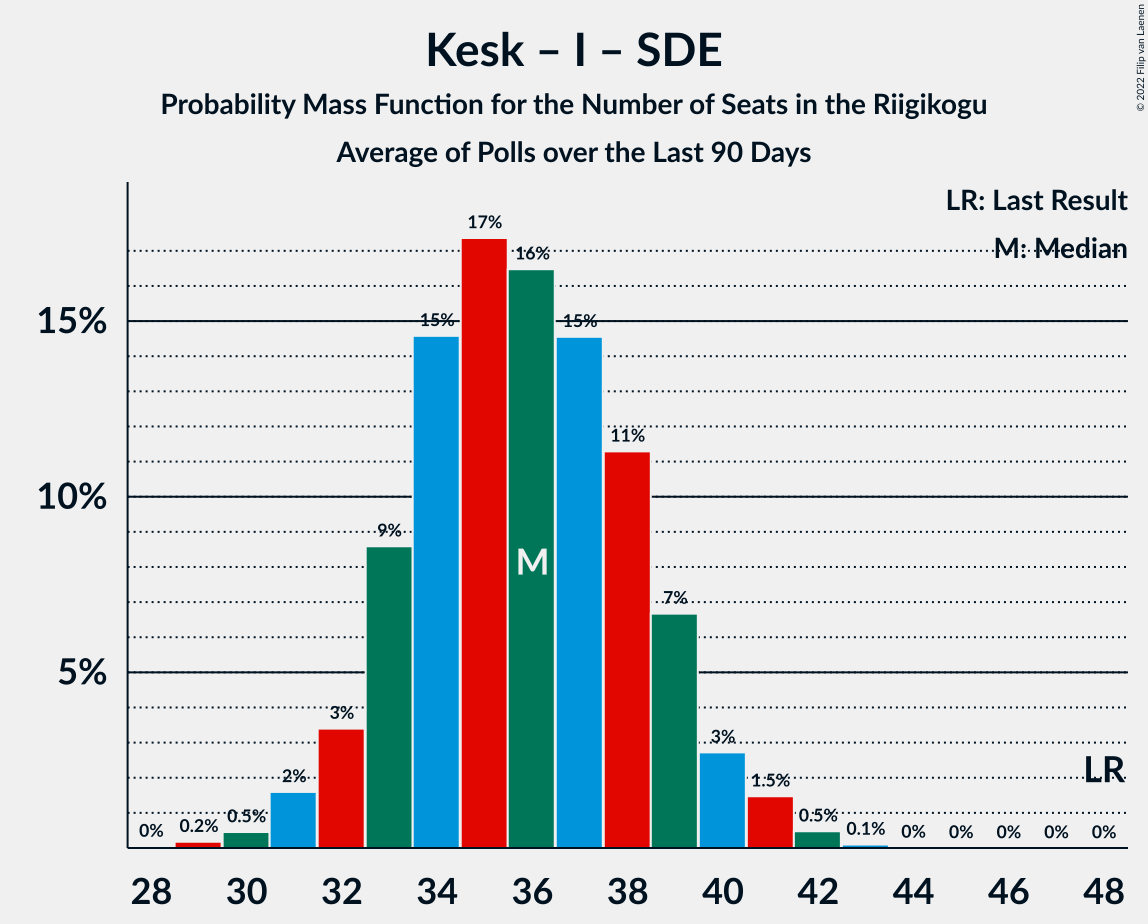 Kesk – I – SDE
Probability Mass Function for the Number of Seats in the Riigikogu
Average of Polls over the Last 90 Days
© 2022 Filip van Laenen
LR: Last Result
M: Median
15%
10%
5%
0%
0.2%
0.5%
2%
3%
9%
15%
17%
16%
15%
11%
7%
3%
1.5%
0.5%
0.1%
0%
0%
0%
0%
0%
M
LR
28 30 32 34 36 38 40 42 44 46 48